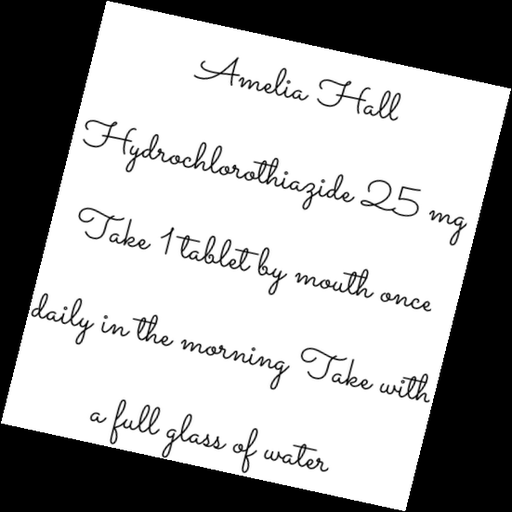 Amelia Hall
Hydrochlorothiazide 25 mg
Take 1 tablet by mouth once
daily in the morning Take with
a full glass of water